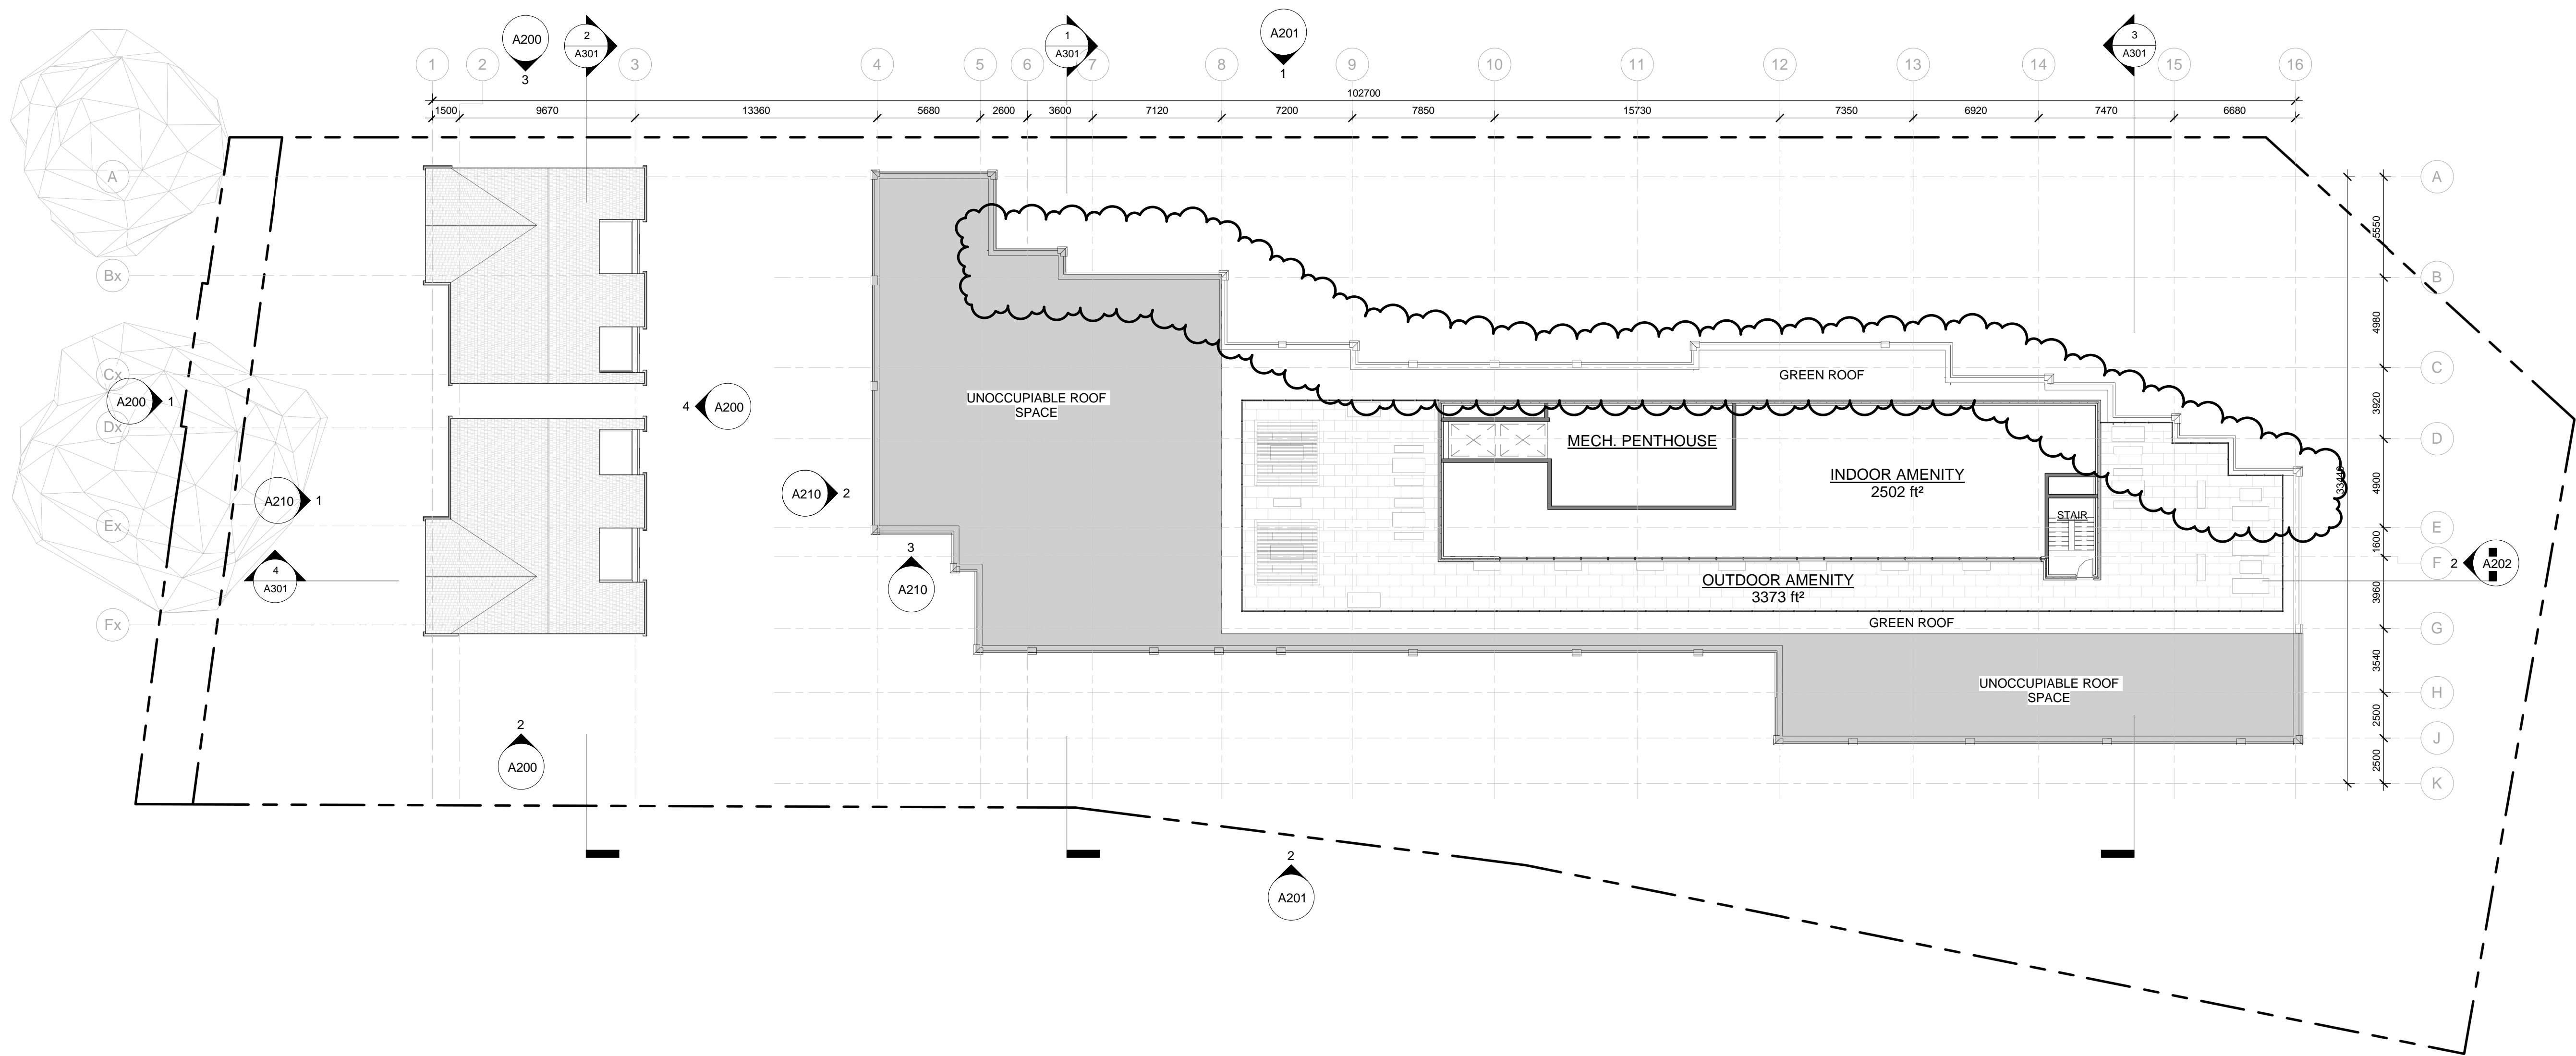 A200
3
2
A301
1
A301
A201
1
3
A301
1
2
3
4
5
6
7
8
9
10
11
12
13
14
15
16
102700
1500
9670
13360
5680
2600
3600
7120
7200
7850
15730
7350
6920
7470
6680
A
Bx
Cx
Dx
Ex
Fx
A
B
C
D
E
F
G
H
J
K
5550
4980
3920
4900
1600
3960
3540
2500
2500
33440
A200
1
4
A200
A210
1
A210
2
4
A301
3
A210
2
A200
2
A201
2
A202
UNOCCUPIABLE ROOF
SPACE
GREEN ROOF
MECH. PENTHOUSE
INDOOR AMENITY
2502 ft²
STAIR
OUTDOOR AMENITY
3373 ft²
GREEN ROOF
UNOCCUPIABLE ROOF
SPACE